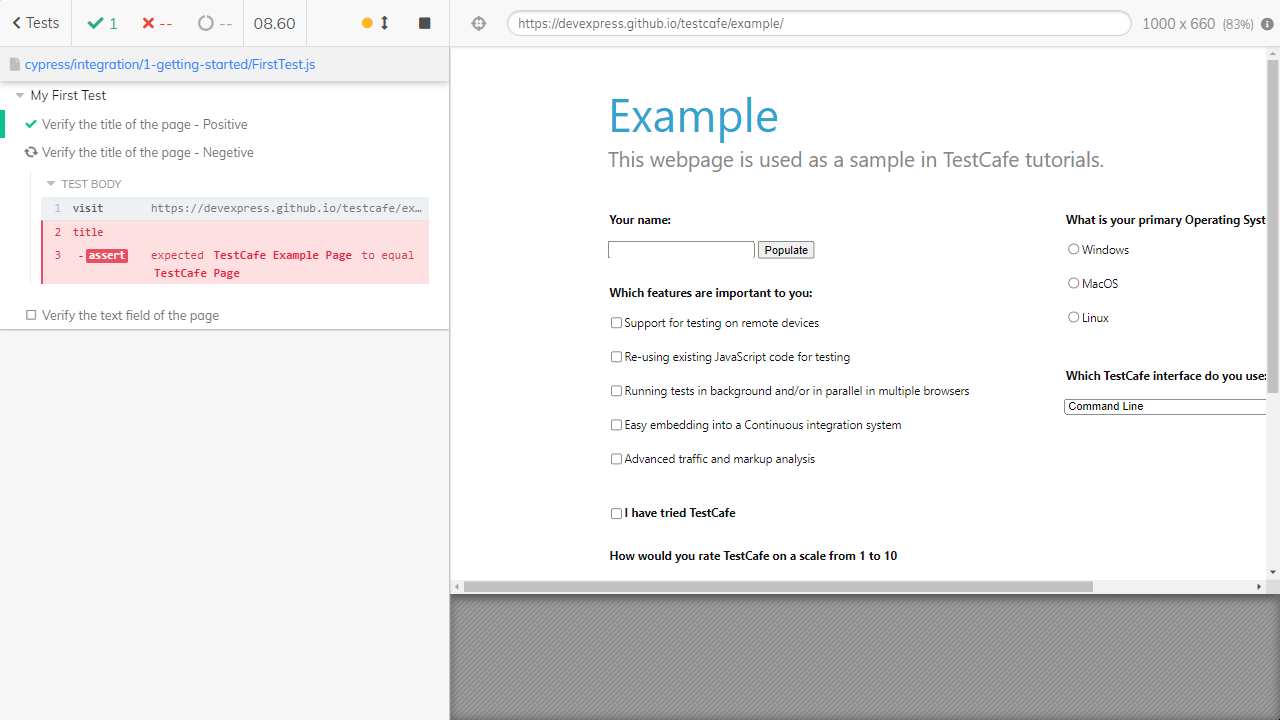 Tests
1
--
--
08.60
https://devexpress.github.io/testcafe/example/
1000 x 660 (83%)
cypress/integration/1-getting-started/FirstTest.js
My First Test
Verify the title of the page - Positive
Verify the title of the page - Negetive
TEST BODY
1 visit https://devexpress.github.io/testcafe/ex…
2 title
3 -assert expected TestCafe Example Page to equal
TestCafe Page
Verify the text field of the page
Example
This webpage is used as a sample in TestCafe tutorials.
Your name:
Populate
Which features are important to you:
Support for testing on remote devices
Re-using existing JavaScript code for testing
Running tests in background and/or in parallel in multiple browsers
Easy embedding into a Continuous integration system
Advanced traffic and markup analysis
I have tried TestCafe
How would you rate TestCafe on a scale from 1 to 10
What is your primary Operating Syst
Windows
MacOS
Linux
Which TestCafe interface do you use:
Command Line